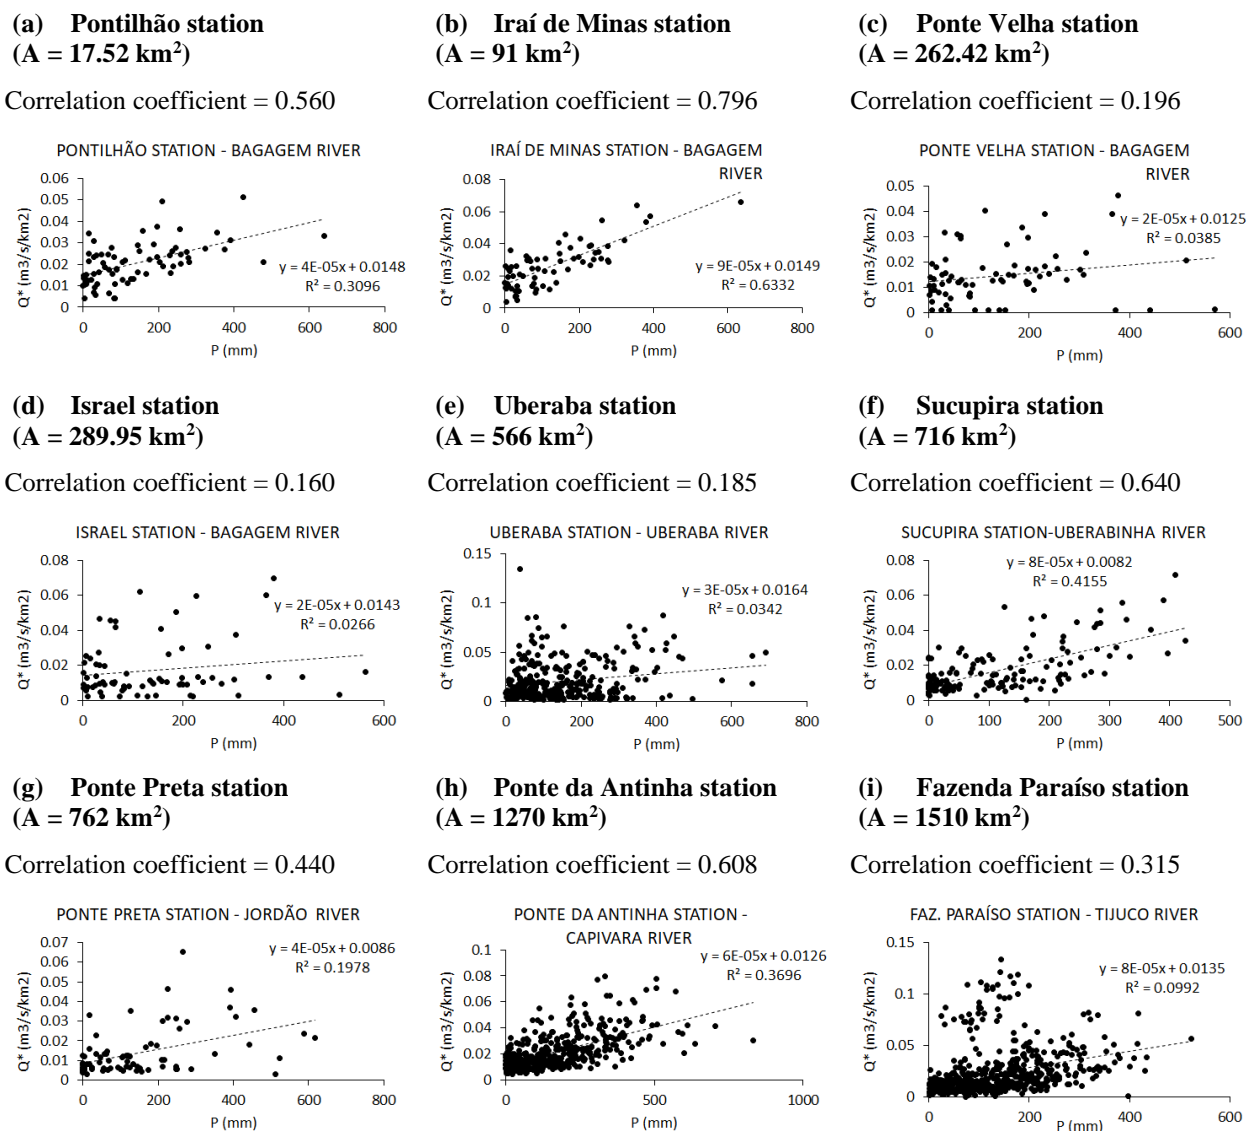 (a) Pontilhão station
(A = 17.52 km²)
Correlation coefficient = 0.560
PONTILHÃO STATION - BAGAGEM RIVER
Q* (m3/s/km2)
0.06
0.05
0.04
0.03
0.02
0.01
0
y = 4E-05x + 0.0148
R² = 0.3096
0
200
400
600
800
P (mm)
(b) Iraí de Minas station
(A = 91 km²)
Correlation coefficient = 0.796
IRAÍ DE MINAS STATION - BAGAGEM
RIVER
Q* (m3/s/km2)
0.08
0.06
0.04
0.02
0
y = 9E-05x + 0.0149
R² = 0.6332
0
200
400
600
800
P (mm)
(c) Ponte Velha station
(A = 262.42 km²)
Correlation coefficient = 0.196
PONTE VELHA STATION - BAGAGEM
RIVER
Q* (m3/s/km2)
0.05
0.04
0.03
0.02
0.01
0
y = 2E-05x + 0.0125
R² = 0.0385
0
200
400
600
P (mm)
(d) Israel station
(A = 289.95 km²)
Correlation coefficient = 0.160
ISRAEL STATION - BAGAGEM RIVER
Q* (m3/s/km2)
0.08
0.06
0.04
0.02
0
y = 2E-05x + 0.0143
R² = 0.0266
0
200
400
600
P (mm)
(e) Uberaba station
(A = 566 km²)
Correlation coefficient = 0.185
UBERABA STATION - UBERABA RIVER
Q* (m3/s/km2)
0.15
0.1
0.05
0
y = 3E-05x + 0.0164
R² = 0.0342
0
200
400
600
800
P (mm)
(f) Sucupira station
(A = 716 km²)
Correlation coefficient = 0.640
SUCUPIRA STATION-UBERABINHA RIVER
Q* (m3/s/km2)
0.08
0.06
0.04
0.02
0
y = 8E-05x + 0.0082
R² = 0.4155
0
100
200
300
400
500
P (mm)
(g) Ponte Preta station
(A = 762 km²)
Correlation coefficient = 0.440
PONTE PRETA STATION - JORDÃO RIVER
Q* (m3/s/km2)
0.07
0.06
0.05
0.04
0.03
0.02
0.01
0
y = 4E-05x + 0.0086
R² = 0.1978
0
200
400
600
800
P (mm)
(h) Ponte da Antinha station
(A = 1270 km²)
Correlation coefficient = 0.608
PONTE DA ANTINHA STATION -
CAPIVARA RIVER
Q* (m3/s/km2)
0.1
0.08
0.06
0.04
0.02
0
y = 6E-05x + 0.0126
R² = 0.3696
0
500
1000
P (mm)
(i) Fazenda Paraíso station
(A = 1510 km²)
Correlation coefficient = 0.315
FAZ. PARAÍSO STATION - TIJUCO RIVER
Q* (m3/s/km2)
0.15
0.1
0.05
0
y = 8E-05x + 0.0135
R² = 0.0992
0
200
400
600
P (mm)